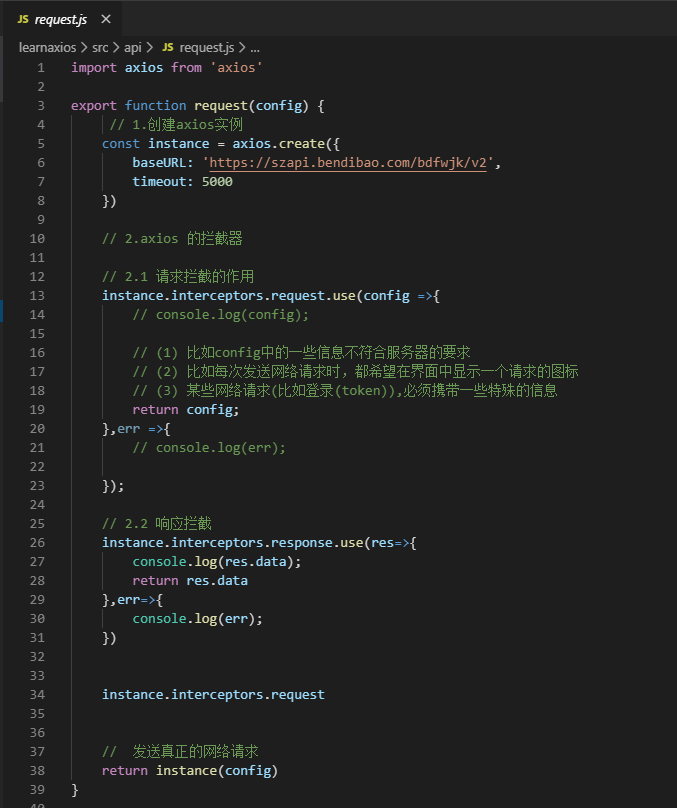 JS request.js ×
learnaxios > src > api > JS request.js > ...
1 import axios from 'axios'
2
3 export function request(config) {
4 // 1.创建axios实例
5 const instance = axios.create({
6 baseURL: 'https://szapi.bendibao.com/bdfwjk/v2',
7 timeout: 5000
8 })
9
10 // 2.axios 的拦截器
11
12 // 2.1 请求拦截的作用
13 instance.interceptors.request.use(config =>{
14 // console.log(config);
15
16 // (1) 比如config中的一些信息不符合服务器的要求
17 // (2) 比如每次发送网络请求时，都希望在界面中显示一个请求的图标
18 // (3) 某些网络请求(比如登录(token)),必须携带一些特殊的信息
19 return config;
20 },err =>{
21 // console.log(err);
22
23 });
24
25 // 2.2 响应拦截
26 instance.interceptors.response.use(res=>{
27 console.log(res.data);
28 return res.data
29 },err=>{
30 console.log(err);
31 })
32
33
34 instance.interceptors.request
35
36
37 // 发送真正的网络请求
38 return instance(config)
39 }
40